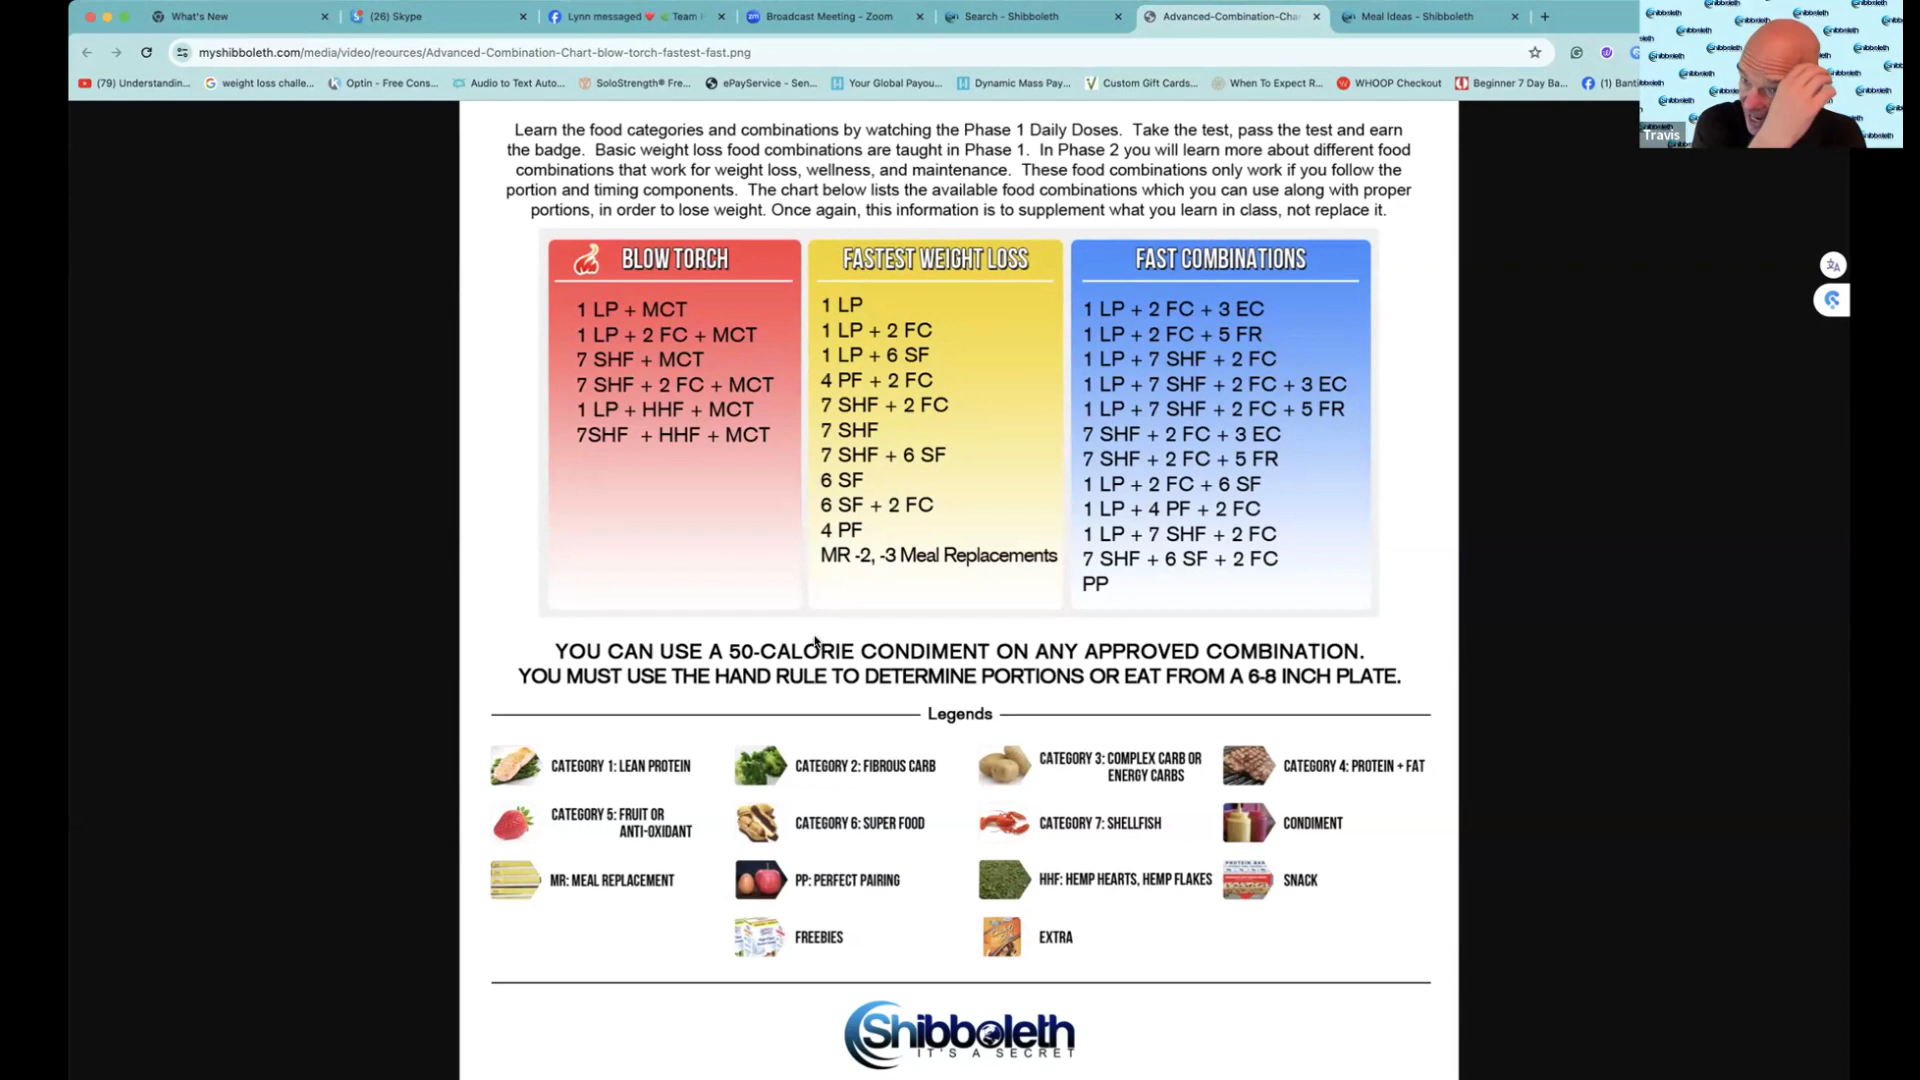 What's New
(26) Skype
Lynn messaged
Team
Broadcast Meeting - Zoom
Search - Shibboleth
Advanced-Combination-Cha
Meal Ideas - Shibboleth
myshibboleth.com/media/video/reources/Advanced-Combination-Chart-blow-torch-fastest-fast.png
(79) Understandin...
weight loss challe...
Optin - Free Cons...
Audio to Text Auto...
SoloStrength® Fre...
ePayService - Sen...
Your Global Payou...
Dynamic Mass Pay...
Custom Gift Cards...
When To Expect R...
WHOOP Checkout
Beginner 7 Day Ba...
(1) Banti
Travis
Learn the food categories and combinations by watching the Phase 1 Daily Doses. Take the test, pass the test and earn
the badge. Basic weight loss food combinations are taught in Phase 1. In Phase 2 you will learn more about different food
combinations that work for weight loss, wellness, and maintenance. These food combinations only work if you follow the
portion and timing components. The chart below lists the available food combinations which you can use along with proper
portions, in order to lose weight. Once again, this information is to supplement what you learn in class, not replace it.
BLOW TORCH
1 LP + MCT
1 LP + 2 FC + MCT
7 SHF + MCT
7 SHF + 2 FC + MCT
1 LP + HHF + MCT
7SHF + HHF + MCT
FASTEST WEIGHT LOSS
1 LP
1 LP + 2 FC
1 LP + 6 SF
4 PF + 2 FC
7 SHF + 2 FC
7 SHF
7 SHF + 6 SF
6 SF
6 SF + 2 FC
4 PF
MR -2, -3 Meal Replacements
FAST COMBINATIONS
1 LP + 2 FC + 3 EC
1 LP + 2 FC + 5 FR
1 LP + 7 SHF + 2 FC
1 LP + 7 SHF + 2 FC + 3 EC
1 LP + 7 SHF + 2 FC + 5 FR
7 SHF + 2 FC + 3 EC
7 SHF + 2 FC + 5 FR
1 LP + 2 FC + 6 SF
1 LP + 4 PF + 2 FC
1 LP + 7 SHF + 2 FC
7 SHF + 6 SF + 2 FC
PP
YOU CAN USE A 50-CALORIE CONDIMENT ON ANY APPROVED COMBINATION.
YOU MUST USE THE HAND RULE TO DETERMINE PORTIONS OR EAT FROM A 6-8 INCH PLATE.
Legends
CATEGORY 1: LEAN PROTEIN
CATEGORY 2: FIBROUS CARB
CATEGORY 3: COMPLEX CARB OR
ENERGY CARBS
CATEGORY 4: PROTEIN + FAT
CATEGORY 5: FRUIT OR
ANTI-OXIDANT
CATEGORY 6: SUPER FOOD
CATEGORY 7: SHELLFISH
CONDIMENT
MR: MEAL REPLACEMENT
PP: PERFECT PAIRING
HHF: HEMP HEARTS, HEMP FLAKES
SNACK
FREEBIES
EXTRA
Shibboleth
IT'S A SECRET